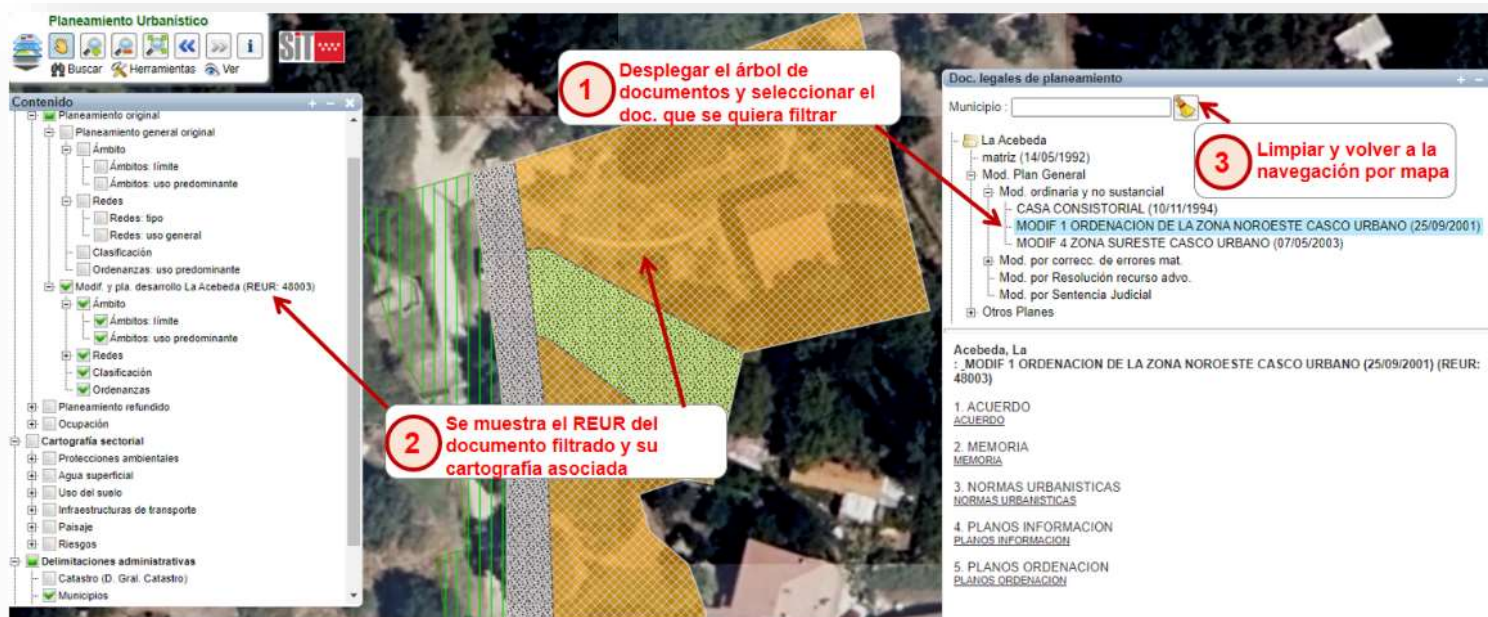 Planeamiento Urbanístico
SiT
Buscar Herramientas Ver
Contenido
Planeamiento original
Planeamiento general original
Ámbito
Ámbitos: límite
Ámbitos: uso predominante
Redes
Redes: tipo
Redes: uso general
Clasificación
Ordenanzas: uso predominante
Modif. y pla. desarrollo La Acebeda (REUR: 48003)
Ámbito
Ámbitos: límite
Ámbitos: uso predominante
Redes
Clasificación
Ordenanzas
Planeamiento refundido
Ocupación
Cartografía sectorial
Protecciones ambientales
Agua superficial
Uso del suelo
Infraestructuras de transporte
Paisaje
Riesgos
Delimitaciones administrativas
Catastro (D. Gral. Catastro)
Municipios
1
Desplegar el árbol de
documentos y seleccionar el
doc. que se quiera filtrar
2
Se muestra el REUR del
documento filtrado y su
cartografía asociada
Doc. legales de planeamiento
Municipio :
3
Limpiar y volver a la
navegación por mapa
La Acebeda
matriz (14/05/1992)
Mod. Plan General
Mod. ordinaria y no sustancial
CASA CONSISTORIAL (10/11/1994)
MODIF 1 ORDENACION DE LA ZONA NOROESTE CASCO URBANO (25/09/2001)
MODIF 4 ZONA SURESTE CASCO URBANO (07/05/2003)
Mod. por correcc. de errores mat.
Mod. por Resolución recurso advo.
Mod. por Sentencia Judicial
Otros Planes
Acebeda, La
: _MODIF 1 ORDENACION DE LA ZONA NOROESTE CASCO URBANO (25/09/2001) (REUR:
48003)
1. ACUERDO
ACUERDO
2. MEMORIA
MEMORIA
3. NORMAS URBANISTICAS
NORMAS URBANISTICAS
4. PLANOS INFORMACION
PLANOS INFORMACION
5. PLANOS ORDENACION
PLANOS ORDENACION